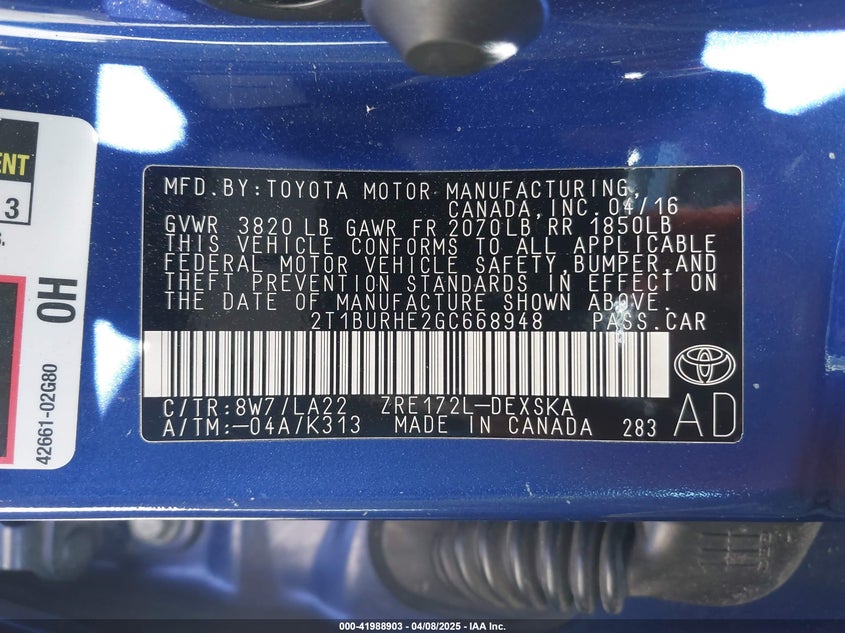 ENT
13
S.
OH
42661-02G80
MFD.BY:TOYOTA MOTOR MANUFACTURING,
CANADA,INC. 04/16
GVWR 3820 LB GAWR FR 2070LB RR 1850LB
THIS VEHICLE CONFORMS TO ALL APPLICABLE
FEDERAL MOTOR VEHICLE SAFETY,BUMPER,AND
THEFT PREVENTION STANDARDS IN EFFECT ON
THE DATE OF MANUFACTURE SHOWN ABOVE.
2T1BURHE2GC668948 PASS.CAR
C/TR:8W7/LA22 ZRE172L-DEXSKA
A/TM:-04A/K313 MADE IN CANADA 283 AD
000-41988903 - 04/08/2025 - IAA Inc.